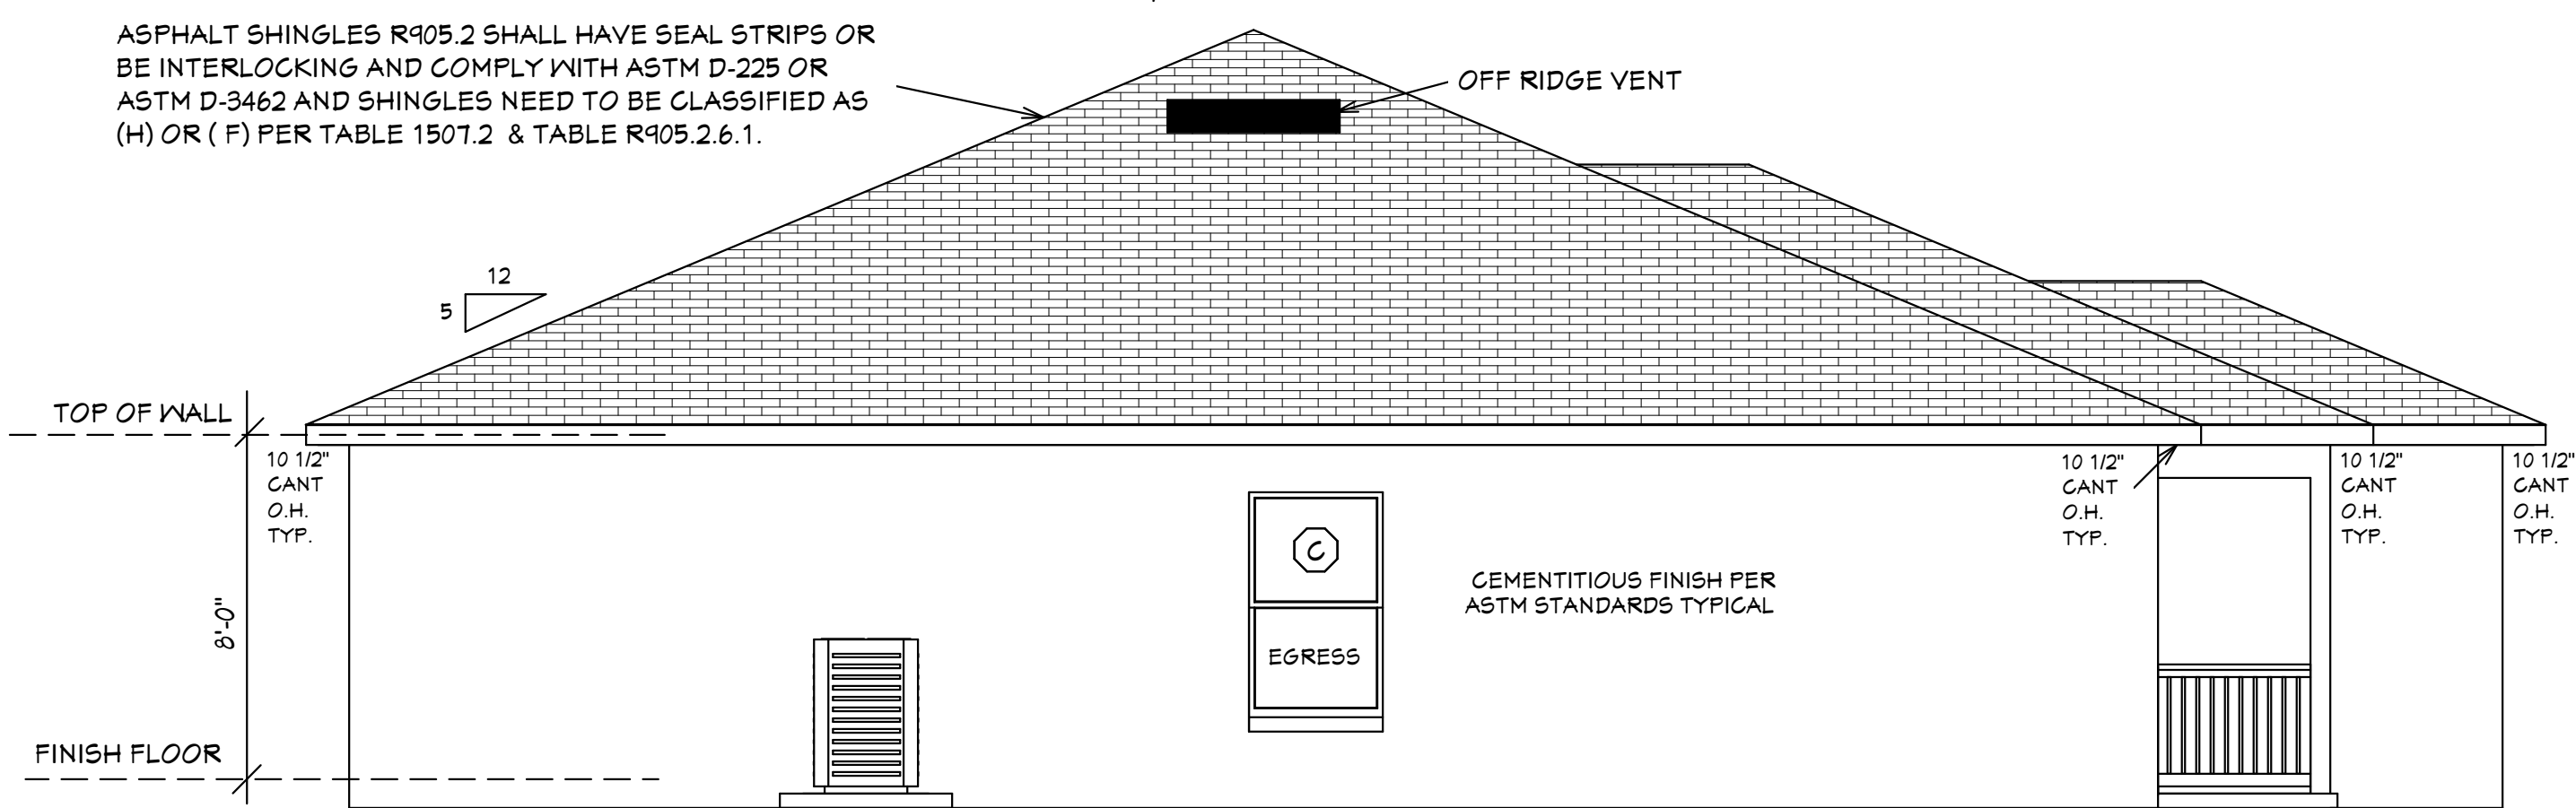 ASPHALT SHINGLES R905.2 SHALL HAVE SEAL STRIPS OR
BE INTERLOCKING AND COMPLY WITH ASTM D-225 OR
ASTM D-3462 AND SHINGLES NEED TO BE CLASSIFIED AS
(H) OR ( F) PER TABLE 1507.2 & TABLE R905.2.6.1.
OFF RIDGE VENT
12
5
TOP OF WALL
10 1/2"
CANT
O.H.
TYP.
10 1/2"
CANT
O.H.
TYP.
10 1/2"
CANT
O.H.
TYP.
10 1/2"
CANT
O.H.
TYP.
C
EGRESS
CEMENTITIOUS FINISH PER
ASTM STANDARDS TYPICAL
8'-0"
FINISH FLOOR